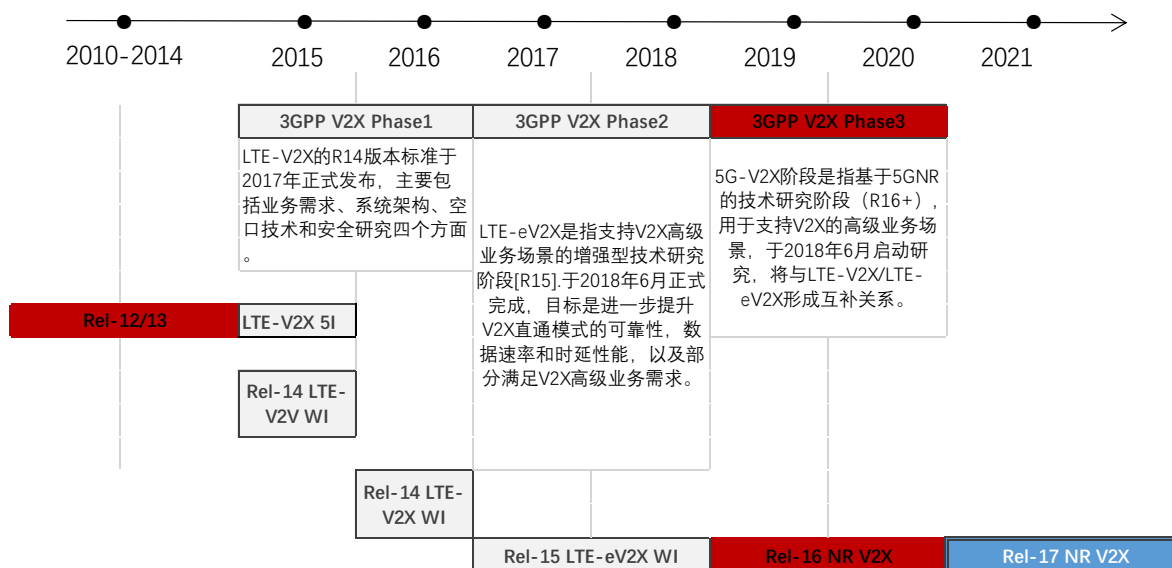 2010-2014
2015
2016
2017
2018
2019
2020
2021
3GPP V2X Phase1
3GPP V2X Phase2
3GPP V2X Phase3
LTE-V2X的R14版本标准于
2017年正式发布，主要包
括业务需求、系统架构、空
口技术和安全研究四个方面
。
LTE-eV2X是指支持V2X高级
业务场景的增强型技术研究
阶段[R15].于2018年6月正式
完成，目标是进一步提升
V2X直通模式的可靠性，数
据速率和时延性能，以及部
分满足V2X高级业务需求。
5G-V2X阶段是指基于5GNR
的技术研究阶段（R16+），
用于支持V2X的高级业务场
景，于2018年6月启动研
究，将与LTE-V2X/LTE-
eV2X形成互补关系。
Rel-12/13
LTE-V2X 5I
Rel-14 LTE-
V2V WI
Rel-14 LTE-
V2X WI
Rel-15 LTE-eV2X WI
Rel-16 NR V2X
Rel-17 NR V2X